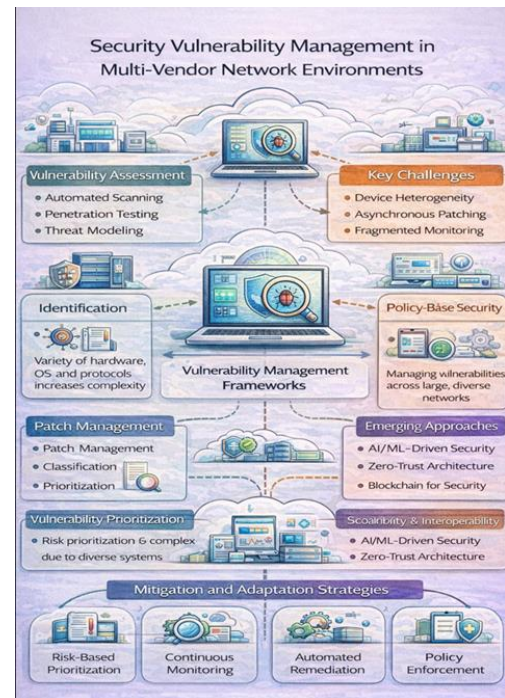 Security Vulnerability Management in
Multi-Vendor Network Environments
Vulnerability Assessment
• Automated Scanning
• Penetration Testing
• Threat Modeling
Key Challenges
• Device Heterogeneity
• Asynchronous Patching
• Fragmented Monitoring
Identification
Variety of hardware,
OS and protocols
increases complexity
Vulnerability Management
Frameworks
Policy-Base Security
Managing vulnerabilities
across large, diverse
networks
Patch Management
• Patch Management
• Classification
• Prioritization
Emerging Approaches
• AI/ML-Driven Security
• Zero-Trust Architecture
• Blockchain for Security
Vulnerability Prioritization
• Risk prioritization & complex
due to diverse systems
& Interoperability
• AI/ML-Driven Security
• Zero-Trust Architecture
Mitigation and Adaptation Strategies
Risk-Based
Prioritization
Continuous
Monitoring
Automated
Remediation
Policy
Enforcement